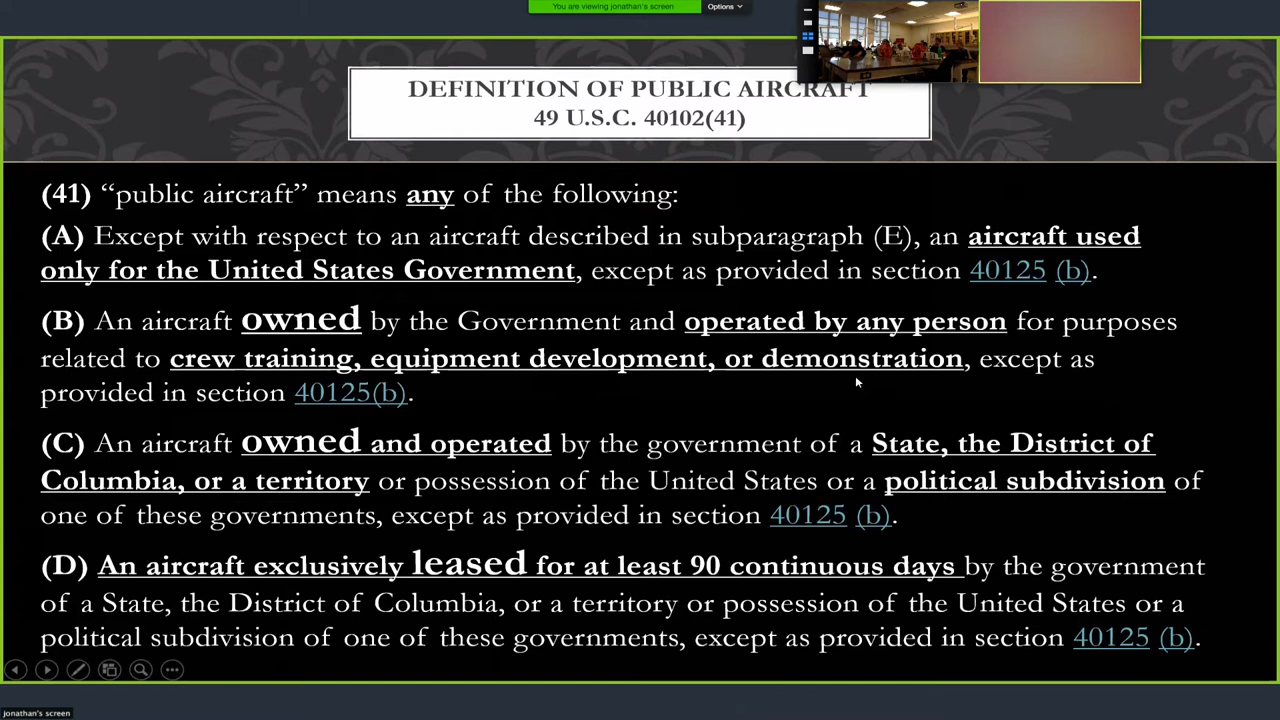 You are viewing jonathan's screen
Options
DEFINITION OF PUBLIC AIRCRAFT
49 U.S.C. 40102(41)
(41) “public aircraft” means any of the following:
(A) Except with respect to an aircraft described in subparagraph (E), an aircraft used
only for the United States Government, except as provided in section 40125 (b).
(B) An aircraft owned by the Government and operated by any person for purposes
related to crew training, equipment development, or demonstration, except as
provided in section 40125(b).
(C) An aircraft owned and operated by the government of a State, the District of
Columbia, or a territory or possession of the United States or a political subdivision of
one of these governments, except as provided in section 40125 (b).
(D) An aircraft exclusively leased for at least 90 continuous days by the government
of a State, the District of Columbia, or a territory or possession of the United States or a
political subdivision of one of these governments, except as provided in section 40125 (b).
jonathan's screen